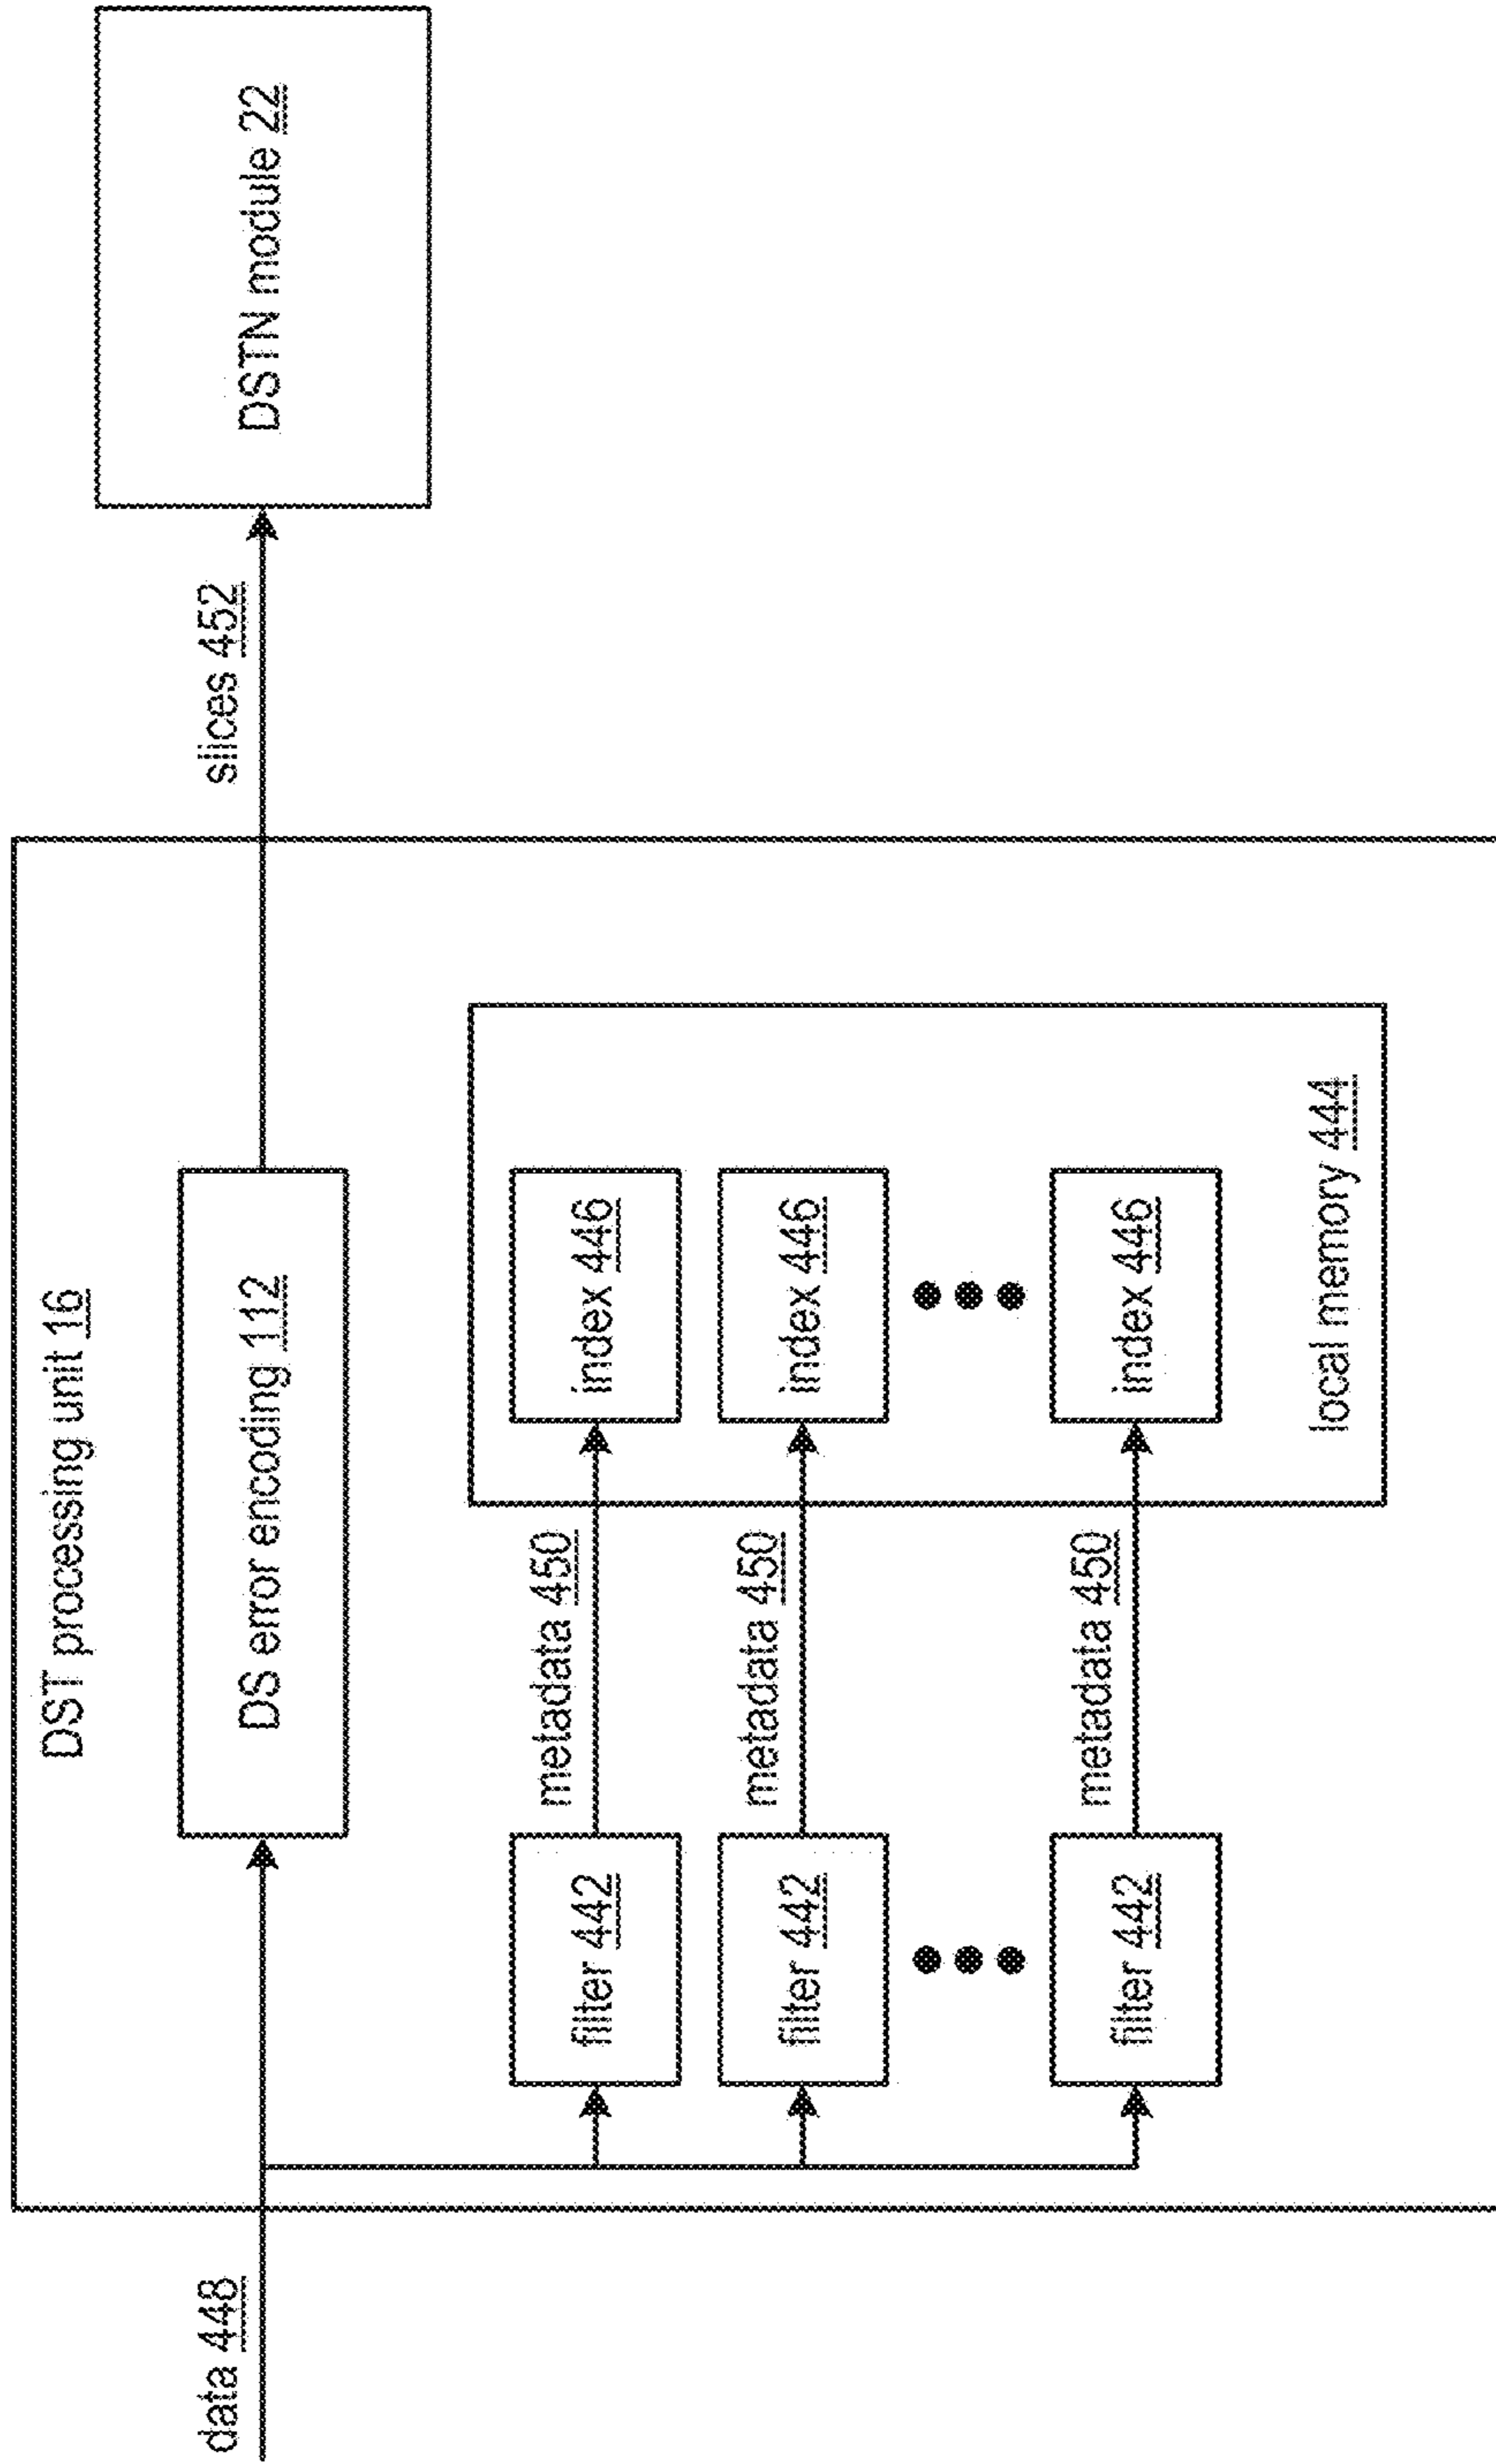 data 448
DST processing unit 16
DS error encoding 112
slices 452
DSTN module 22
filter 442
metadata 450
index 446
filter 442
metadata 450
index 446
filter 442
metadata 450
index 446
local memory 444